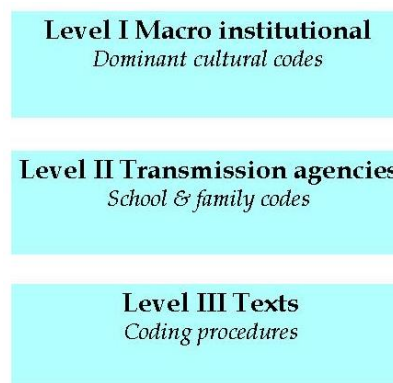 Level I Macro institutional
Dominant cultural codes
Level II Transmission agencies
School & family codes
Level III Texts
Coding procedures